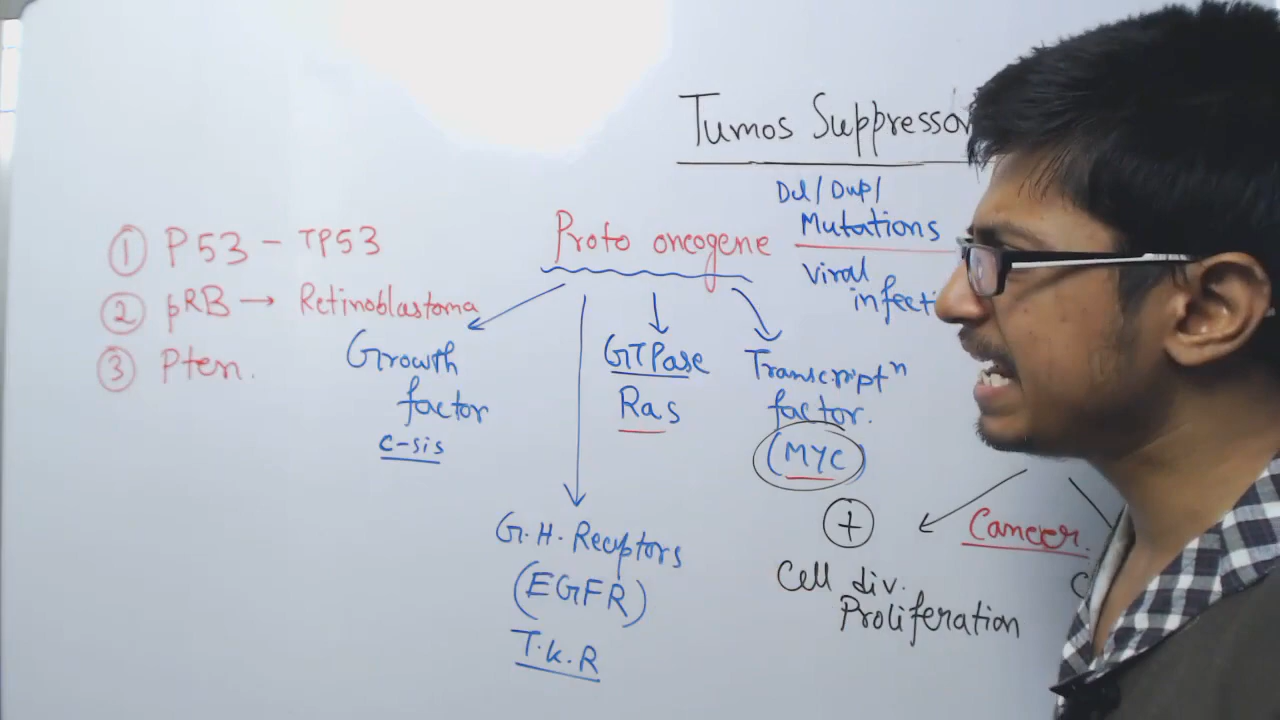 Tumos Suppressor
Del/Dup/
Mutations
Viral
infecti
① P53 - TP53
② pRB → Retinoblastoma
③ Pten.
Proto oncogene
Growth
factor
c-sis
GTPase
Ras
Transcriptⁿ
factor.
(MYC)
G.H. Receptors
(EGFR)
T.K.R
+
Cell div.
Proliferation
Cancer.
C